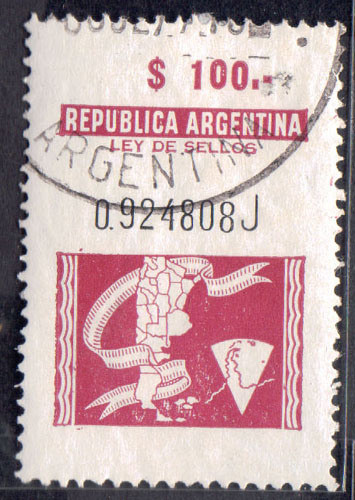 $ 100.-
REPUBLICA ARGENTINA
LEY DE SELLOS
ARGENTINA
0.924808J